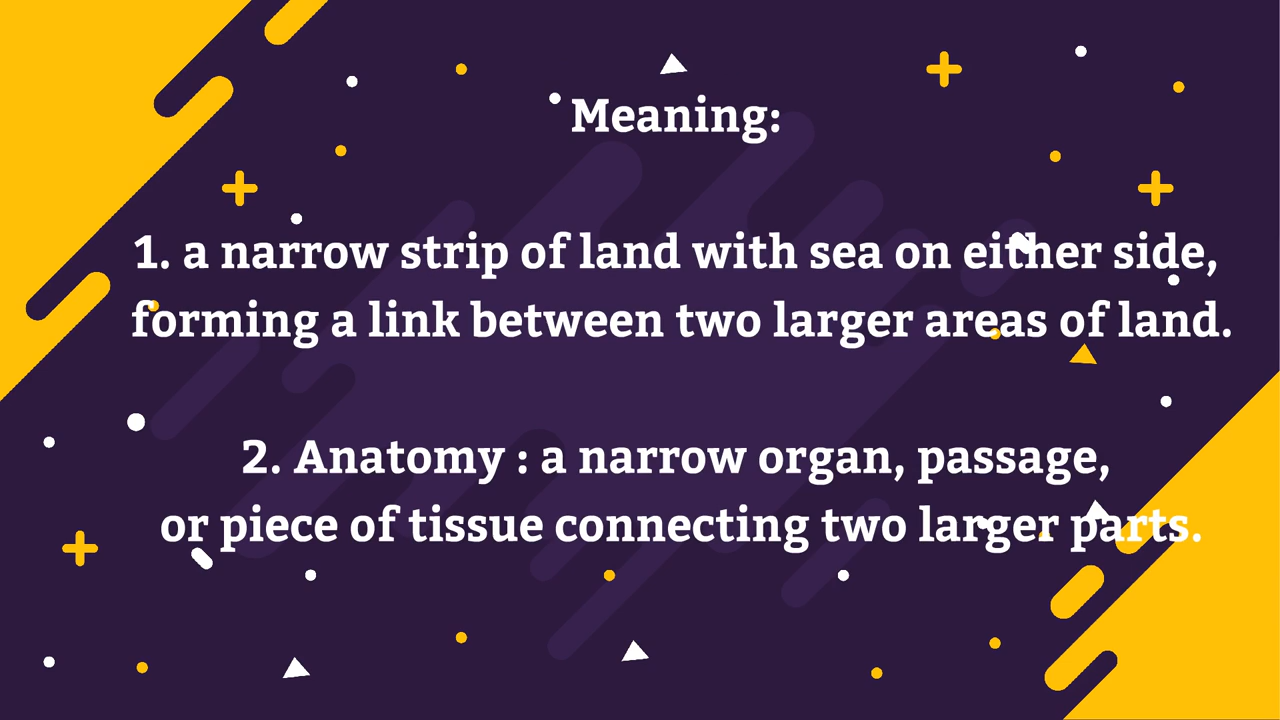 Meaning:
1. a narrow strip of land with sea on either side,
forming a link between two larger areas of land.
2. Anatomy : a narrow organ, passage,
or piece of tissue connecting two larger parts.